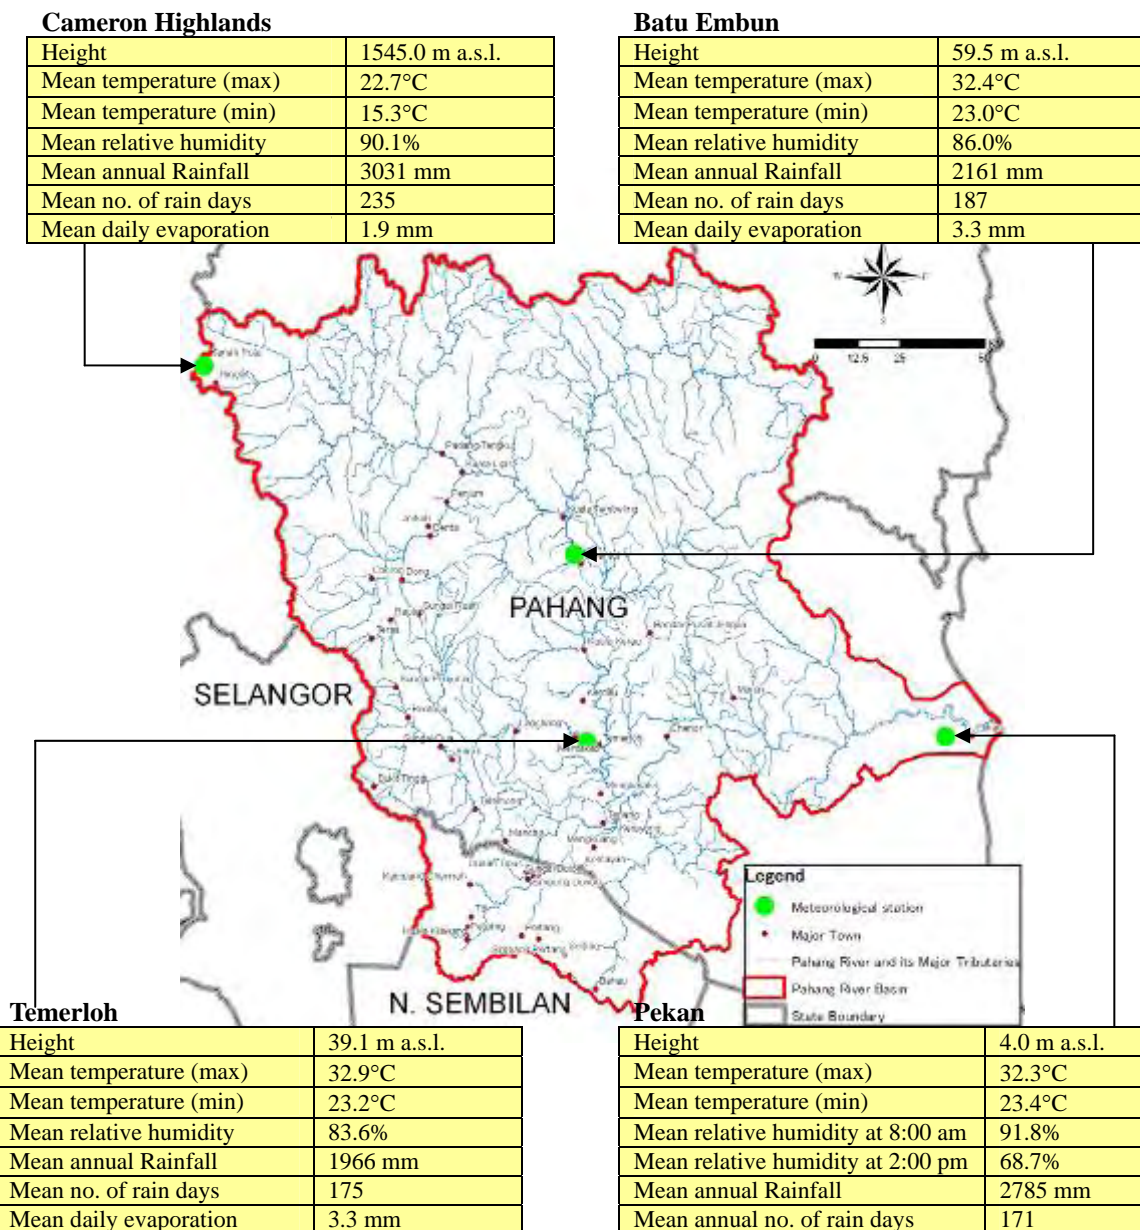 Cameron Highlands
Height 1545.0 m a.s.l.
Mean temperature (max) 22.7°C
Mean temperature (min) 15.3°C
Mean relative humidity 90.1%
Mean annual Rainfall 3031 mm
Mean no. of rain days 235
Mean daily evaporation 1.9 mm
Batu Embun
Height 59.5 m a.s.l.
Mean temperature (max) 32.4°C
Mean temperature (min) 23.0°C
Mean relative humidity 86.0%
Mean annual Rainfall 2161 mm
Mean no. of rain days 187
Mean daily evaporation 3.3 mm
0 12.5 25
PAHANG
SELANGOR
N. SEMBILAN
Legend
Meteorological station
Major Town
Pahang River and its Major Tributaries
Pahang River Basin
State Boundary
Temerloh
Height 39.1 m a.s.l.
Mean temperature (max) 32.9°C
Mean temperature (min) 23.2°C
Mean relative humidity 83.6%
Mean annual Rainfall 1966 mm
Mean no. of rain days 175
Mean daily evaporation 3.3 mm
Pekan
Height 4.0 m a.s.l.
Mean temperature (max) 32.3°C
Mean temperature (min) 23.4°C
Mean relative humidity at 8:00 am 91.8%
Mean relative humidity at 2:00 pm 68.7%
Mean annual Rainfall 2785 mm
Mean annual no. of rain days 171